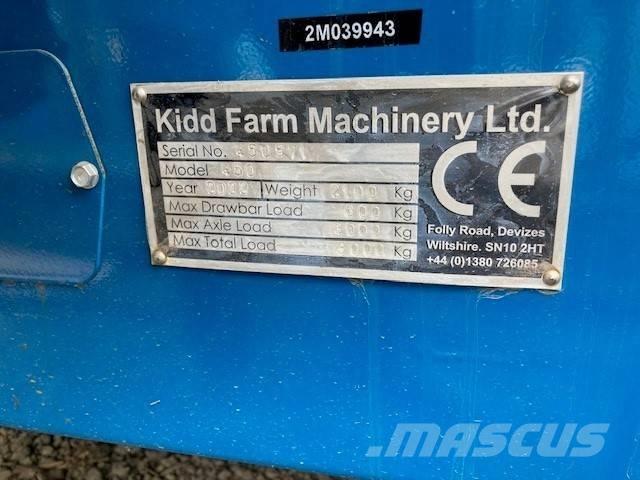 2M039943
Kidd Farm Machinery Ltd.
Serial No.
Model
Year 2022 Weight Kg
Max Drawbar Load Kg
Max Axle Load Kg
Max Total Load Kg
CE
Folly Road, Devizes
Wiltshire. SN10 2HT
+44 (0)1380 726085
MASCUS